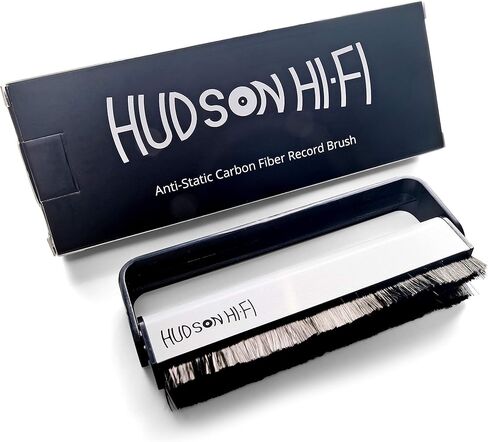 HUDSON HI-FI
Anti-Static Carbon Fiber Record Brush
HUDSON HI-FI